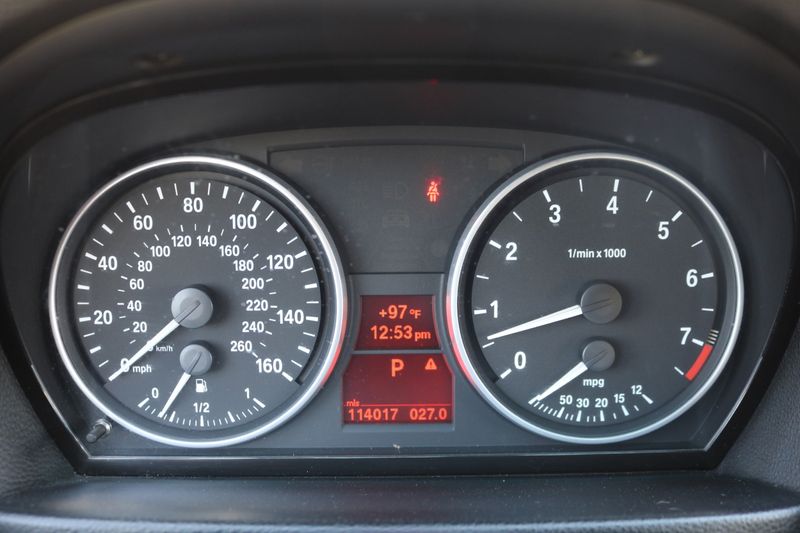 20 40 60 80 100 120 140 160
0 mph
20 40 60 80 100 120 140 160 180 200 220 240 260
km/h
0 1/2 1
+97°F
12:53 pm
P
mls
114017 027.0
0 1 2 3 4 5 6 7
1/min x 1000
mpg
50 30 20 15 12